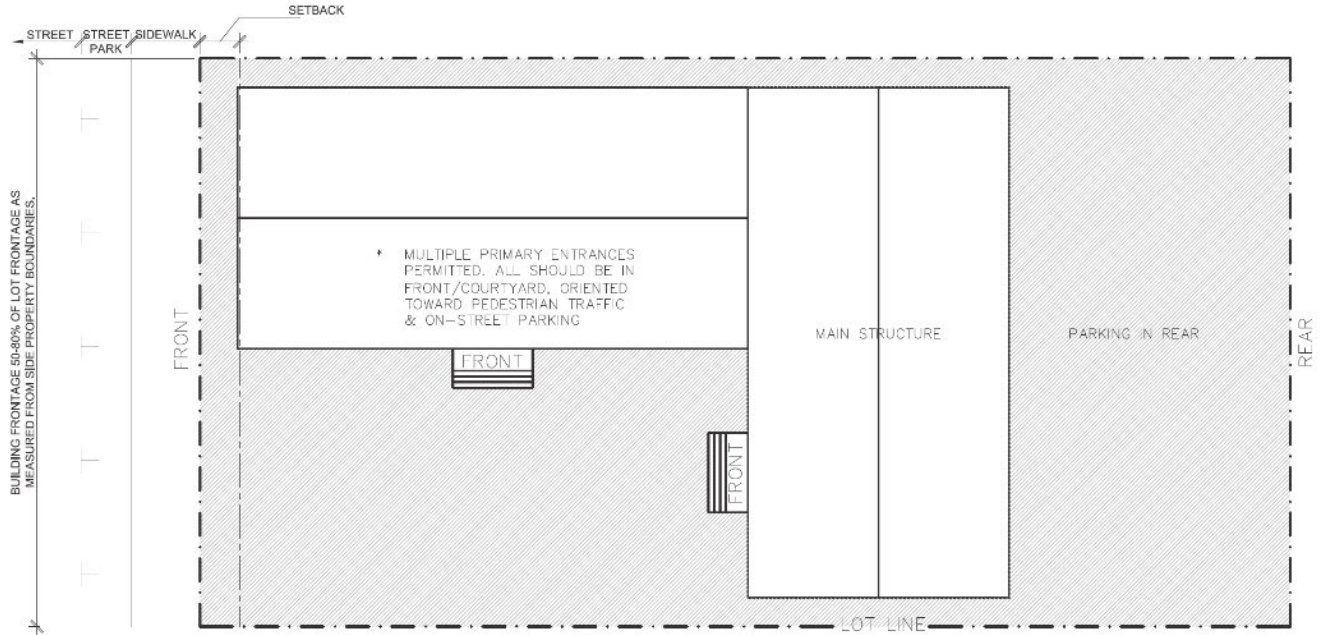 SETBACK
STREET STREET SIDEWALK
PARK
BUILDING FRONTAGE 50-80% OF LOT FRONTAGE AS
MEASURED FROM SIDE PROPERTY BOUNDARIES.
FRONT
* MULTIPLE PRIMARY ENTRANCES
PERMITTED. ALL SHOULD BE IN
FRONT/COURTYARD, ORIENTED
TOWARD PEDESTRIAN TRAFFIC
& ON-STREET PARKING
FRONT
FRONT
MAIN STRUCTURE
PARKING IN REAR
REAR
LOT LINE